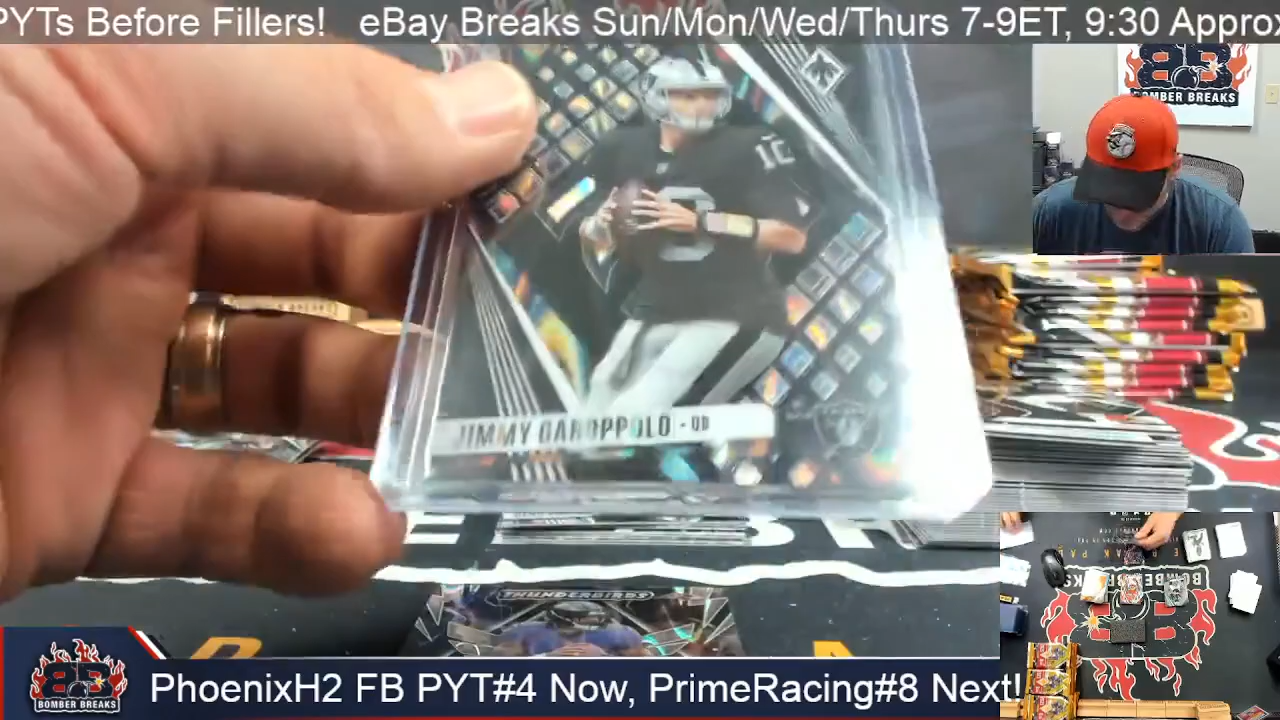 PYTs Before Fillers! eBay Breaks Sun/Mon/Wed/Thurs 7-9ET, 9:30 Approx
BOMBER BREAKS
10
JIMMY GAROPPOLO - QB
THUNDERBIRDS
BOMBER BREAKS
PhoenixH2 FB PYT#4 Now, PrimeRacing#8 Next!